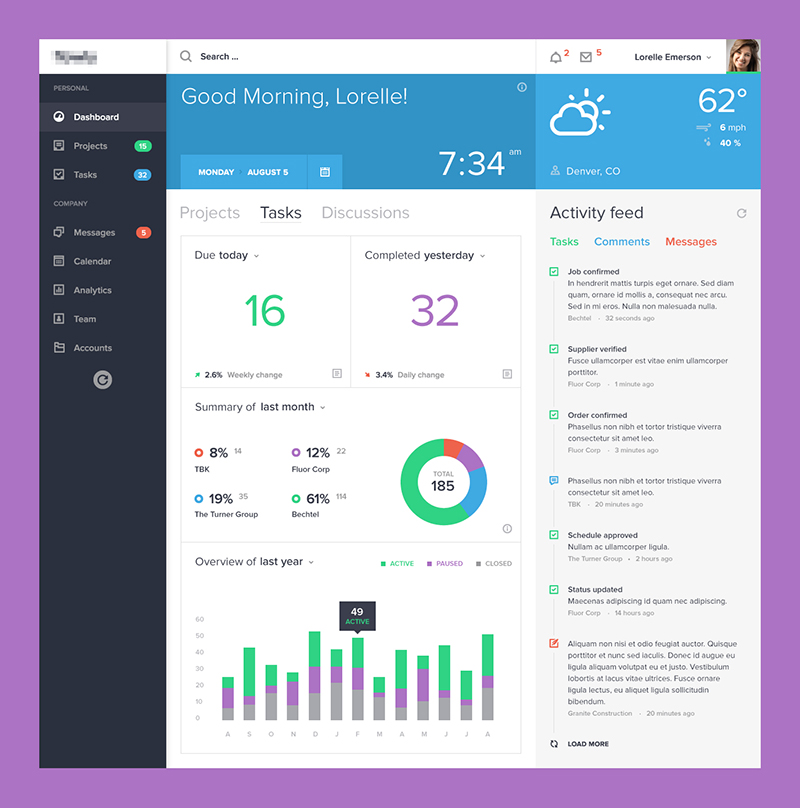 Search ...
2
5
Lorelle Emerson
PERSONAL
Dashboard
Projects 15
Tasks 32
COMPANY
Messages 5
Calendar
Analytics
Team
Accounts
Good Morning, Lorelle!
MONDAY AUGUST 5
7:34 am
62°
6 mph
40 %
Denver, CO
Projects Tasks Discussions
Due today
16
2.6% Weekly change
Completed yesterday
32
3.4% Daily change
Summary of last month
8% 14
TBK
12% 22
Fluor Corp
19% 35
The Turner Group
61% 114
Bechtel
TOTAL
185
Overview of last year
ACTIVE PAUSED CLOSED
49
ACTIVE
60
50
40
30
20
10
0
A S O N D J F M A M J J A
Activity feed
Tasks Comments Messages
Job confirmed
In hendrerit mattis turpis eget ornare. Sed diam
quam, ornare id mollis a, consequat nec arcu.
Sed in mi eros. Nulla non malesuada nulla.
Bechtel • 32 seconds ago
Supplier verified
Fusce ullamcorper est vitae enim ullamcorper
porttitor.
Fluor Corp • 1 minute ago
Order confirmed
Phasellus non nibh et tortor tristique viverra
consectetur sit amet leo.
Fluor Corp • 3 minutes ago
Phasellus non nibh et tortor tristique viverra
consectetur sit amet leo.
TBK • 20 minutes ago
Schedule approved
Nullam ac ullamcorper ligula.
The Turner Group • 2 hours ago
Status updated
Maecenas adipiscing id quam nec adipiscing.
Fluor Corp • 14 hours ago
Aliquam non nisi et odio feugiat auctor. Quisque
porttitor et nunc sed iaculis. Donec id augue eu
ligula aliquam volutpat eu et justo. Vestibulum
lobortis at lacus vitae ultrices. Fusce ornare
ligula lectus, eu aliquet ligula sollicitudin
bibendum.
Granite Construction • 20 minutes ago
LOAD MORE